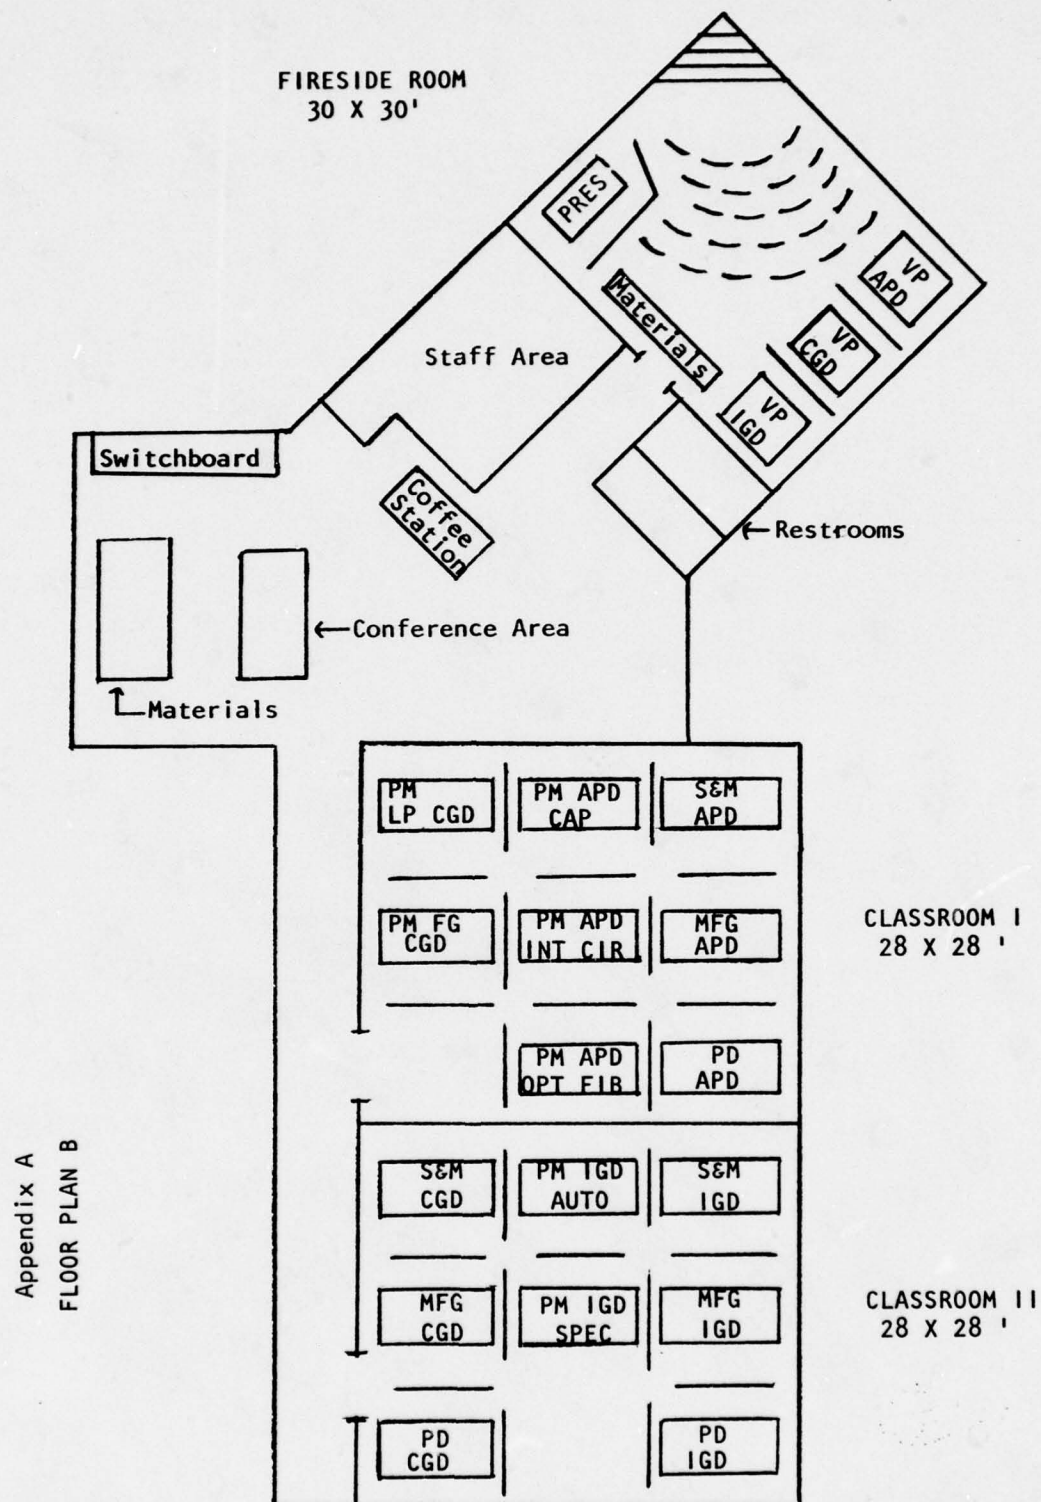 FIRESIDE ROOM
30 X 30'
PRES
VP
APD
VP
CGD
VP
IGD
Materials
Staff Area
Switchboard
Coffee
Station
←Restrooms
←Conference Area
Materials
PM
LP CGD
PM APD
CAP
S&M
APD
PM FG
CGD
PM APD
INT CIR
MFG
APD
CLASSROOM I
28 X 28 '
PM APD
OPT FIB
PD
APD
S&M
CGD
PM IGD
AUTO
S&M
IGD
MFG
CGD
PM IGD
SPEC
MFG
IGD
CLASSROOM II
28 X 28 '
PD
CGD
PD
IGD
Appendix A
FLOOR PLAN B